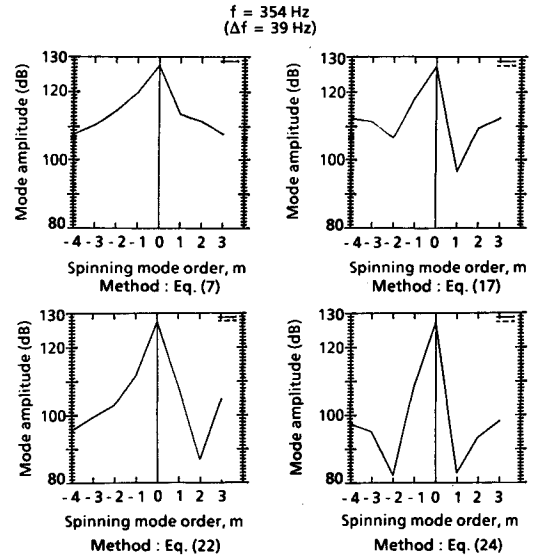 f = 354 Hz
(Δf = 39 Hz)
Mode amplitude (dB)
130
120
100
80
-4 -3 -2 -1 0 1 2 3
Spinning mode order, m
Method : Eq. (7)
Mode amplitude (dB)
130
120
100
80
-4 -3 -2 -1 0 1 2 3
Spinning mode order, m
Method : Eq. (17)
Mode amplitude (dB)
130
120
100
80
-4 -3 -2 -1 0 1 2 3
Spinning mode order, m
Method : Eq. (22)
Mode amplitude (dB)
130
120
100
80
-4 -3 -2 -1 0 1 2 3
Spinning mode order, m
Method : Eq. (24)